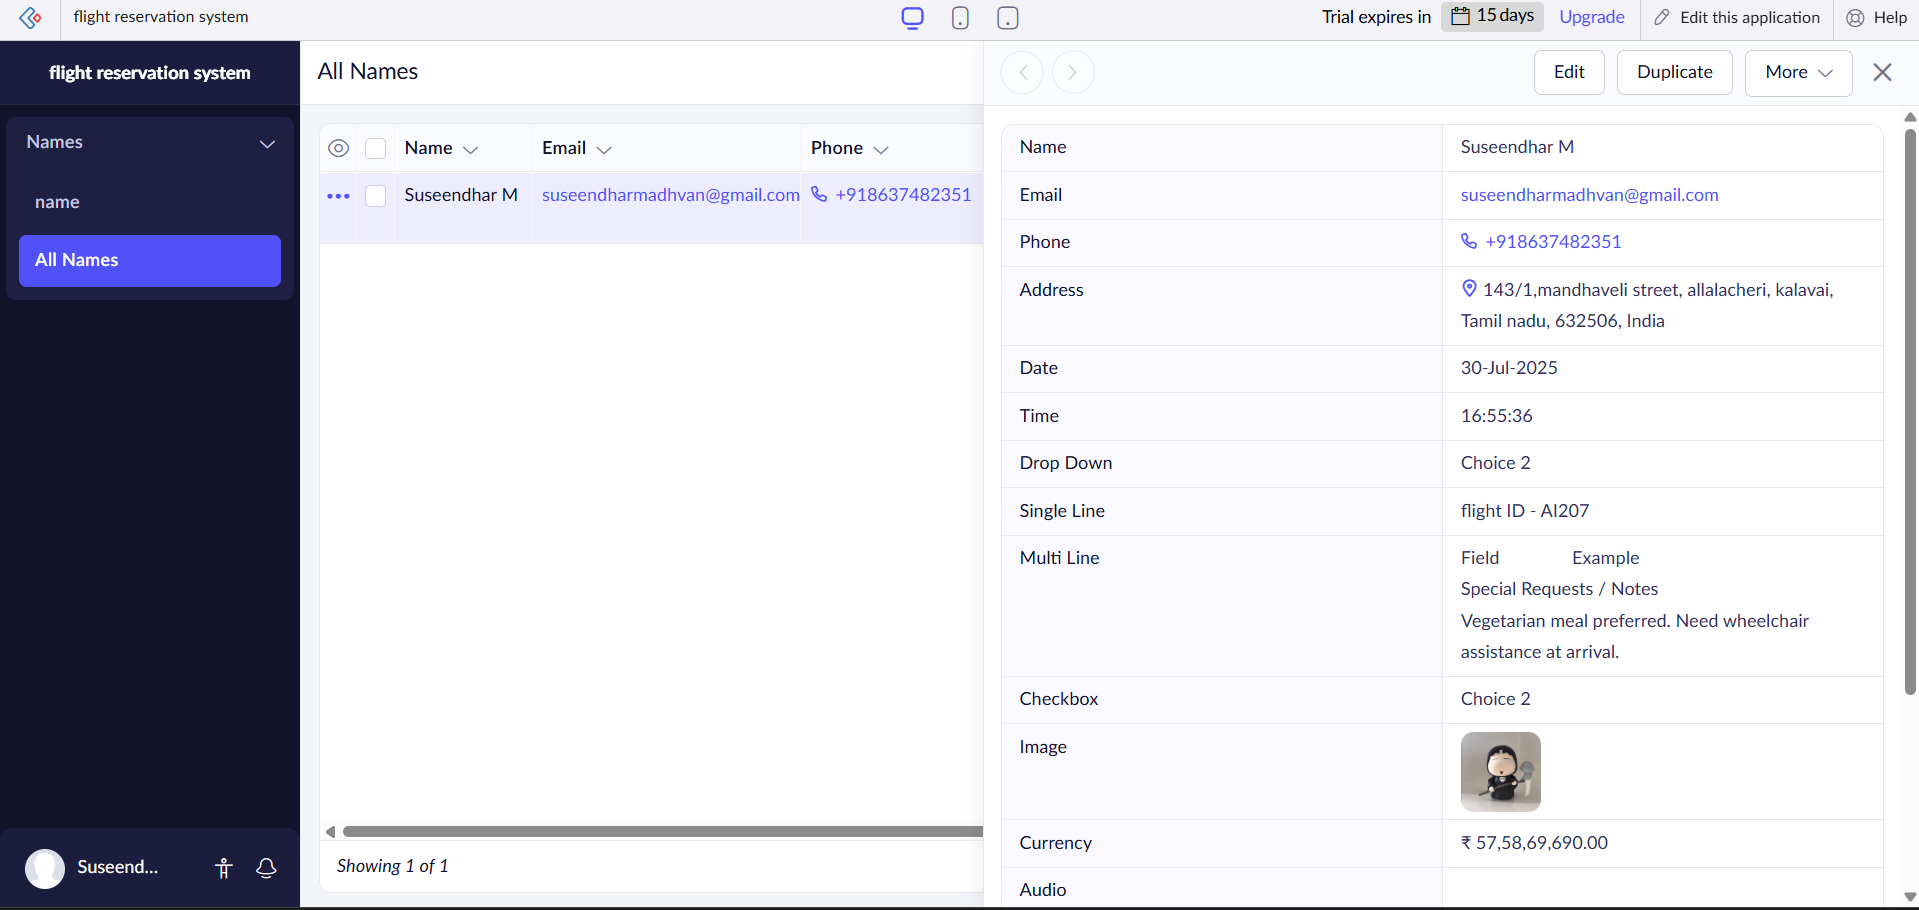 flight reservation system
Trial expires in 15 days Upgrade Edit this application Help
flight reservation system
Names
name
All Names
Suseend...
All Names
Name Email Phone
Suseendhar M suseendharmadhvan@gmail.com +918637482351
Showing 1 of 1
Edit Duplicate More
Name Suseendhar M
Email suseendharmadhvan@gmail.com
Phone +918637482351
Address 143/1,mandhaveli street, allalacheri, kalavai,
Tamil nadu, 632506, India
Date 30-Jul-2025
Time 16:55:36
Drop Down Choice 2
Single Line flight ID - AI207
Multi Line Field Example
Special Requests / Notes
Vegetarian meal preferred. Need wheelchair
assistance at arrival.
Checkbox Choice 2
Image
Currency ₹ 57,58,69,690.00
Audio